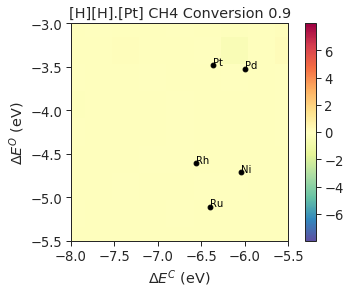 [H][H].[Pt] CH4 Conversion 0.9
−3.0
−3.5
−4.0
−4.5
−5.0
−5.5
ΔE^O (eV)
Pt
Pd
Rh
Ni
Ru
−8.0 −7.5 −7.0 −6.5 −6.0 −5.5
ΔE^C (eV)
6
4
2
0
−2
−4
−6